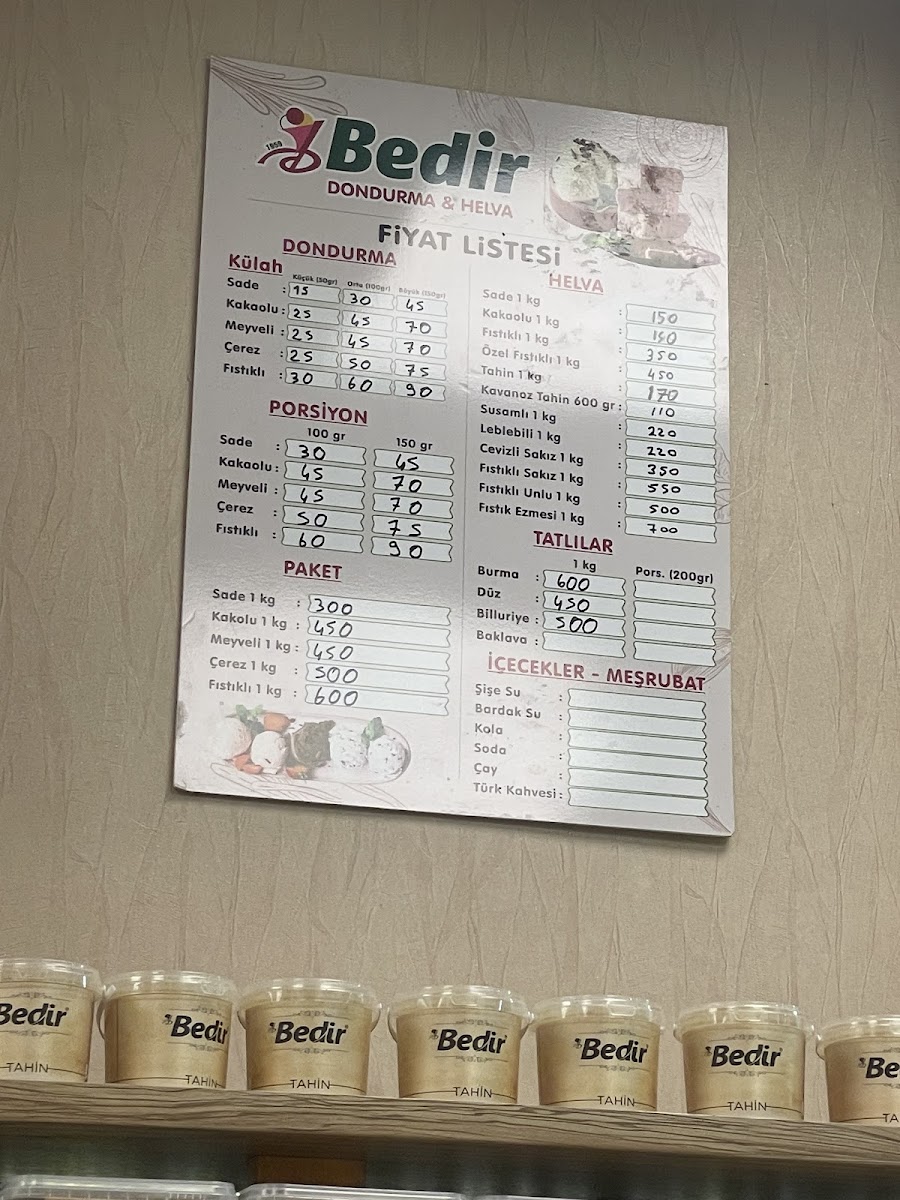 1959
Bedir
DONDURMA & HELVA
FİYAT LİSTESİ
DONDURMA
Külah Küçük (50gr) Orta (100gr) Büyük (150gr)
Sade : 15 30 45
Kakaolu : 25 45 70
Meyveli : 25 45 70
Çerez : 25 50 75
Fıstıklı : 30 60 90
PORSİYON
100 gr 150 gr
Sade : 30 45
Kakaolu : 45 70
Meyveli : 45 70
Çerez : 50 75
Fıstıklı : 60 90
PAKET
Sade 1 kg : 300
Kakolu 1 kg : 450
Meyveli 1 kg : 450
Çerez 1 kg : 500
Fıstıklı 1 kg : 600
HELVA
Sade 1 kg : 150
Kakaolu 1 kg :
Fıstıklı 1 kg : 350
Özel Fıstıklı 1 kg : 450
Tahin 1 kg : 170
Kavanoz Tahin 600 gr : 110
Susamlı 1 kg : 220
Leblebili 1 kg : 220
Cevizli Sakız 1 kg : 350
Fıstıklı Sakız 1 kg : 550
Fıstıklı Unlu 1 kg : 500
Fıstık Ezmesi 1 kg : 700
TATLILAR
1 kg Pors. (200gr)
Burma : 600
Düz : 450
Billuriye : 500
Baklava :
İÇECEKLER - MEŞRUBAT
Şişe Su :
Bardak Su :
Kola :
Soda :
Çay :
Türk Kahvesi :
Bedir
TAHİN
Bedir
TAHİN
Bedir
TAHİN
Bedir
TAHİN
Bedir
TAHİN
Bedir
TAHİN
Be
TA